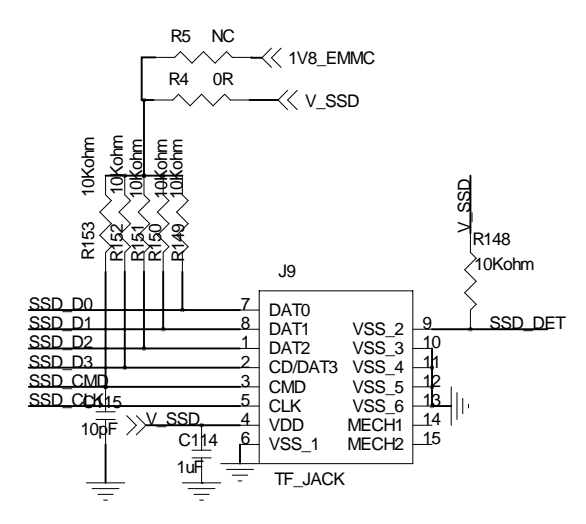 R5 NC
1V8_EMMC
R4 0R
V_SSD
10Kohm
10Kohm
10Kohm
10Kohm
10Kohm
R153
R152
R151
R150
R149
V_SSD
R148
10Kohm
J9
SSD_D0 7 DAT0
SSD_D1 8 DAT1 VSS_2 9 SSD_DET
SSD_D2 1 DAT2 VSS_3 10
SSD_D3 2 CD/DAT3 VSS_4 11
SSD_CMD 3 CMD VSS_5 12
SSD_CLK 5 CLK VSS_6 13
C115
10pF
V_SSD 4 VDD MECH1 14
C114
1uF
6 VSS_1 MECH2 15
TF_JACK